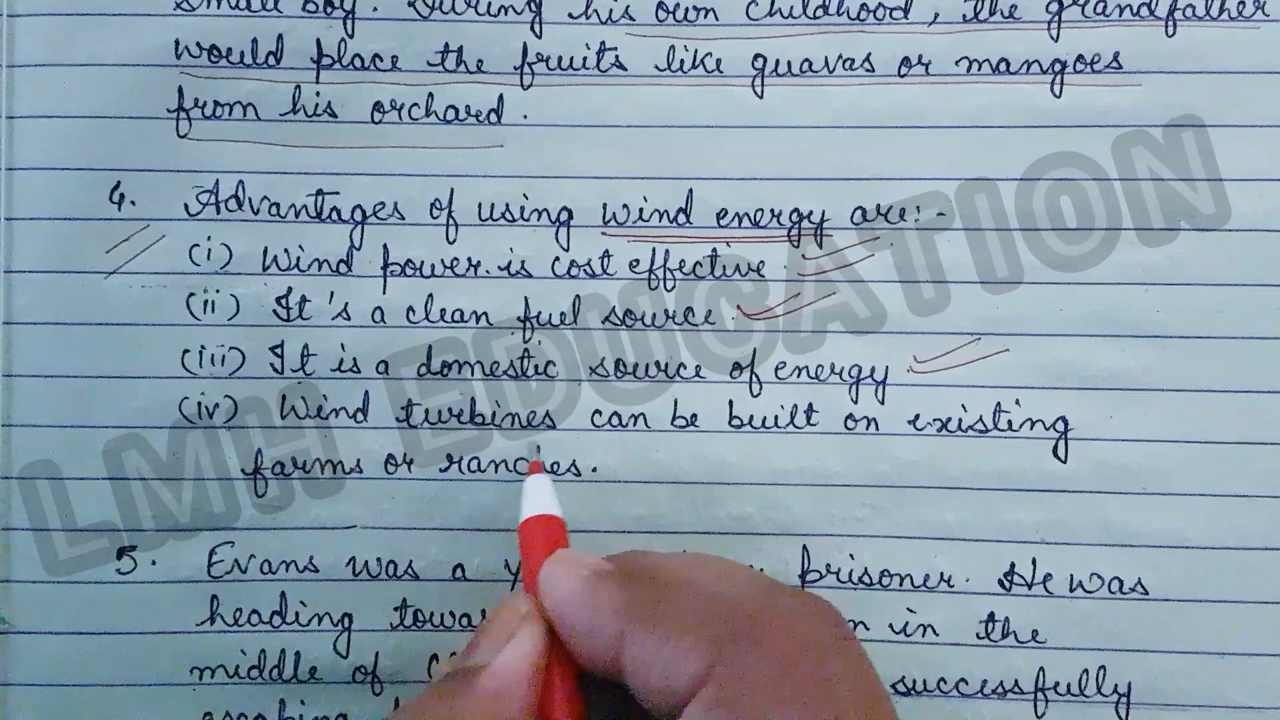 small boy. During his own childhood, the grandfather
would place the fruits like guavas or mangoes
from his orchard.
4. Advantages of using wind energy are:-
(i) Wind power is cost effective.
(ii) It's a clean fuel source.
(iii) It is a domestic source of energy
(iv) Wind turbines can be built on existing
farms or ranches.
5. Evans was a prisoner. He was
heading in the
middle of successfully
LMH EDUCATION